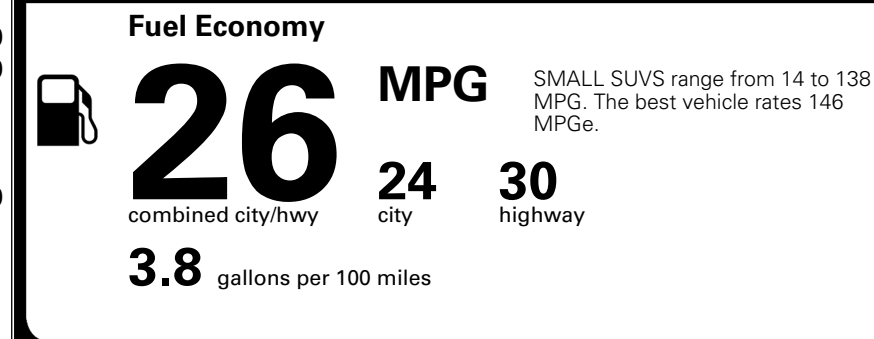 Fuel Economy
26
MPG
SMALL SUVS range from 14 to 138
MPG. The best vehicle rates 146
MPGe.
24
30
combined city/hwy
city
highway
3.8 gallons per 100 miles